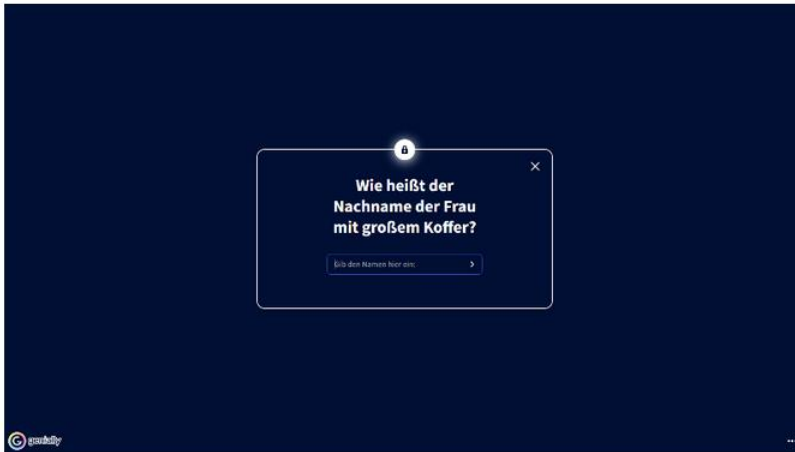 Wie heißt der
Nachname der Frau
mit großem Koffer?
Gib den Namen hier ein:
genially